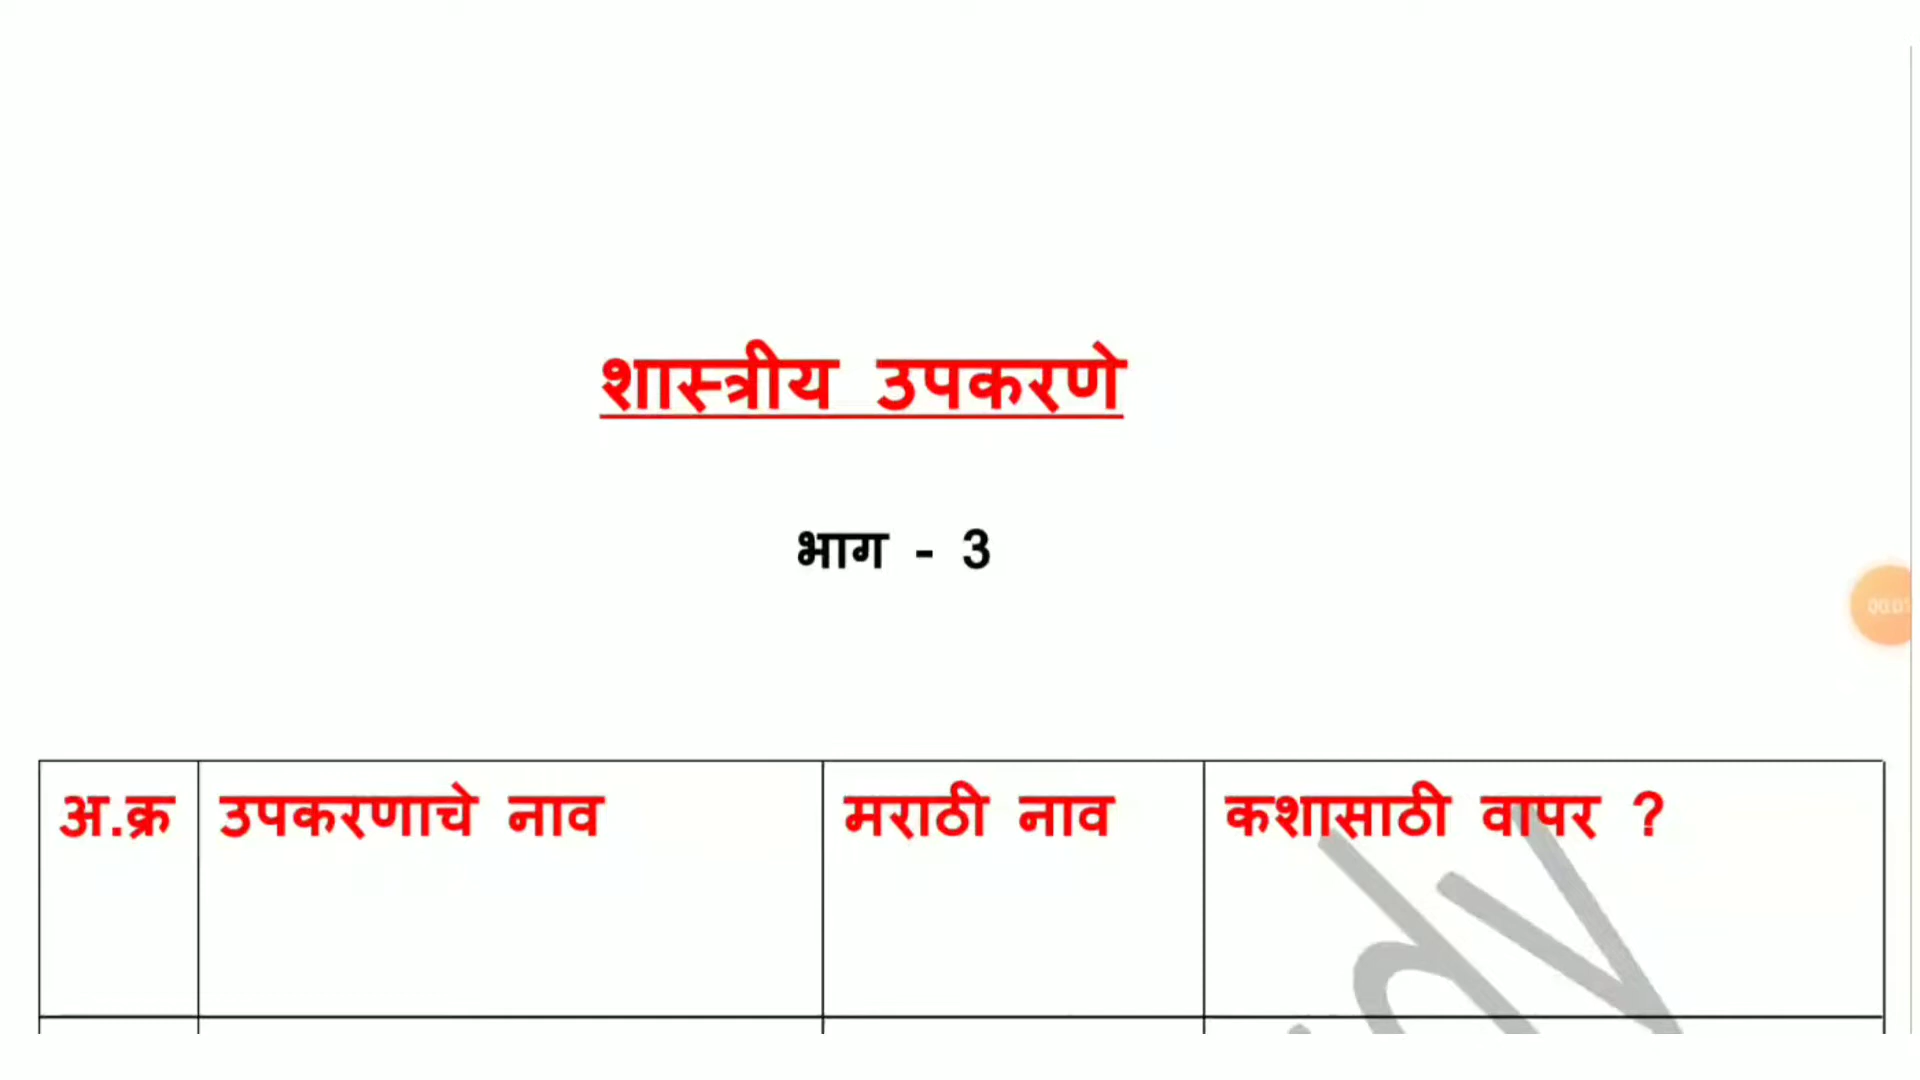 शास्त्रीय उपकरणे
भाग - 3
अ.क्र उपकरणाचे नाव मराठी नाव कशासाठी वापर ?